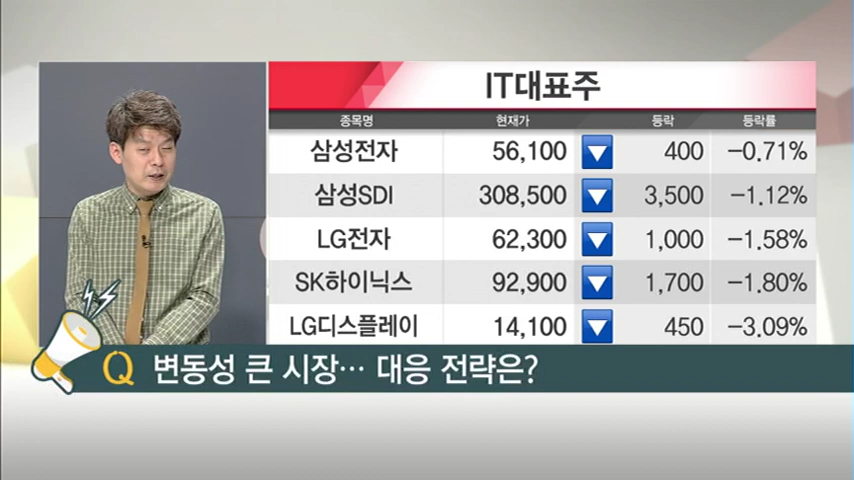 IT대표주
종목명 현재가 등락 등락률
삼성전자 56,100 ▼ 400 -0.71%
삼성SDI 308,500 ▼ 3,500 -1.12%
LG전자 62,300 ▼ 1,000 -1.58%
SK하이닉스 92,900 ▼ 1,700 -1.80%
LG디스플레이 14,100 ▼ 450 -3.09%
Q 변동성 큰 시장… 대응 전략은?